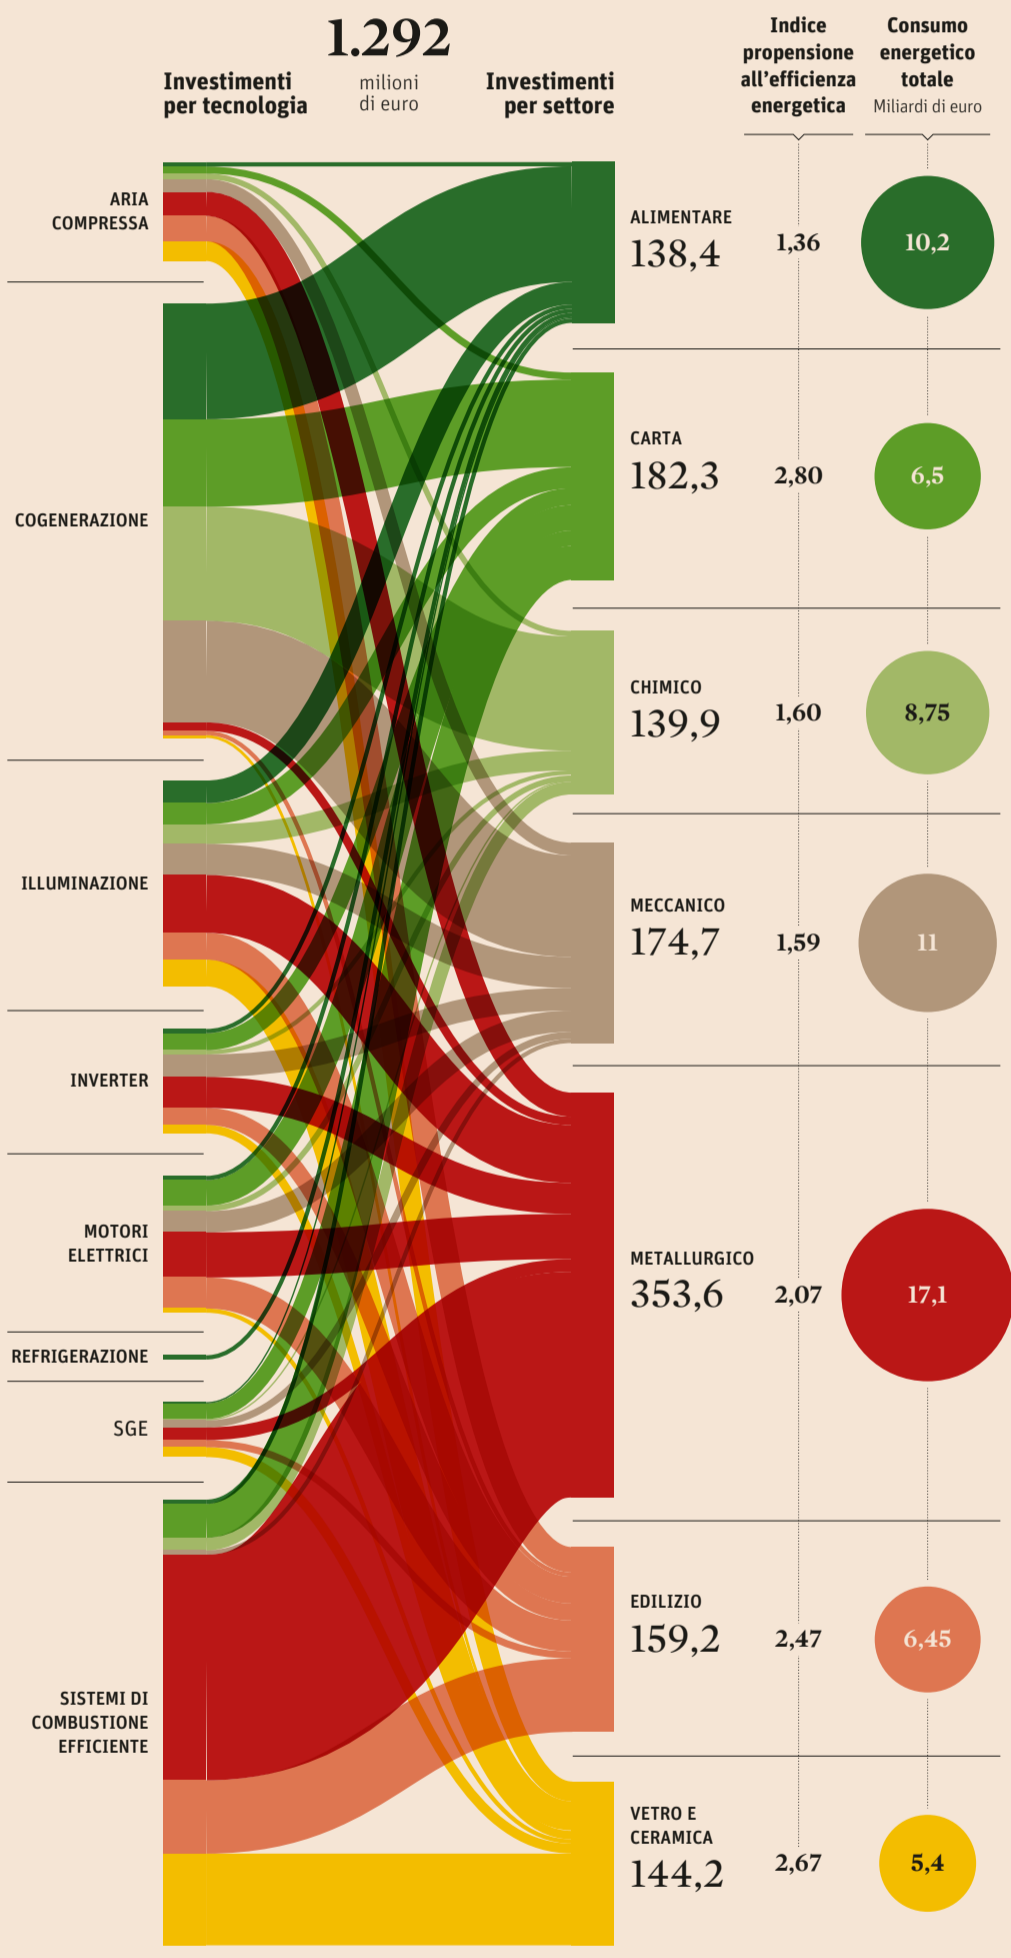 1.292
milioni
di euro
Investimenti
per tecnologia
Investimenti
per settore
Indice
propensione
all'efficienza
energetica
Consumo
energetico
totale
Miliardi di euro
ARIA
COMPRESSA
COGENERAZIONE
ILLUMINAZIONE
INVERTER
MOTORI
ELETTRICI
REFRIGERAZIONE
SGE
SISTEMI DI
COMBUSTIONE
EFFICIENTE
ALIMENTARE
138,4
1,36
10,2
CARTA
182,3
2,80
6,5
CHIMICO
139,9
1,60
8,75
MECCANICO
174,7
1,59
11
METALLURGICO
353,6
2,07
17,1
EDILIZIO
159,2
2,47
6,45
VETRO E
CERAMICA
144,2
2,67
5,4